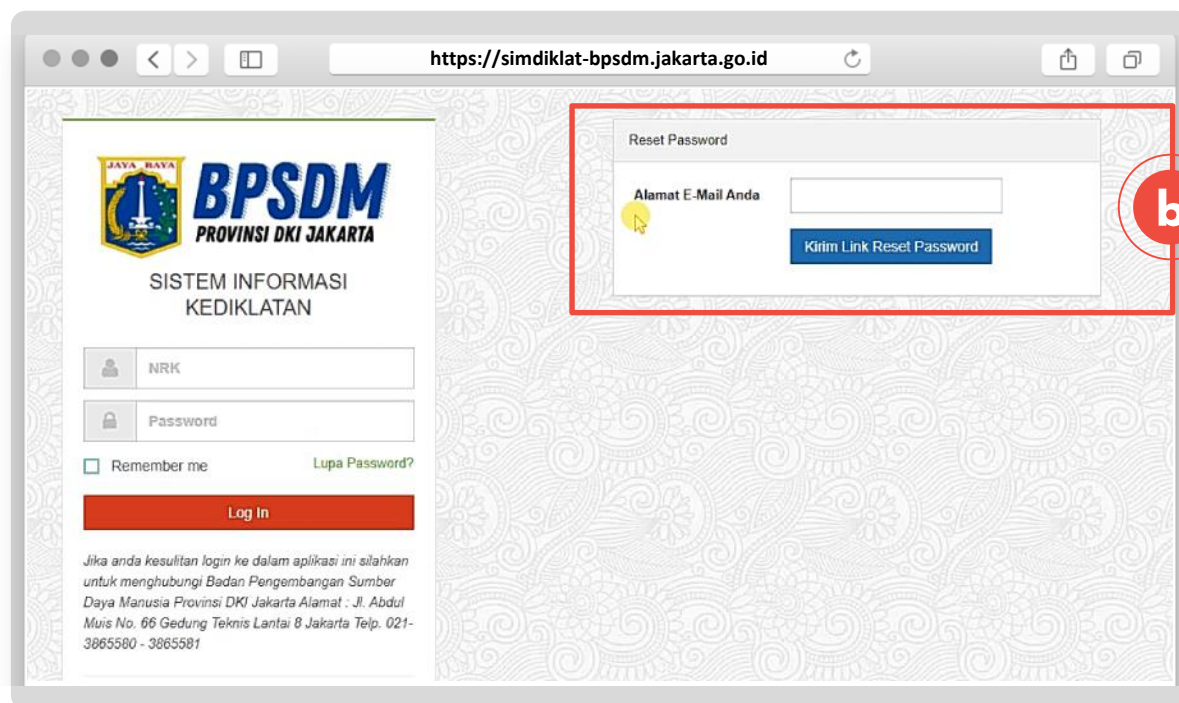 https://simdiklat-bpsdm.jakarta.go.id
JAYA RAYA
BPSDM
PROVINSI DKI JAKARTA
SISTEM INFORMASI
KEDIKLATAN
NRK
Password
Remember me
Lupa Password?
Log In
Jika anda kesulitan login ke dalam aplikasi ini silahkan
untuk menghubungi Badan Pengembangan Sumber
Daya Manusia Provinsi DKI Jakarta Alamat : Jl. Abdul
Muis No. 66 Gedung Teknis Lantai 8 Jakarta Telp. 021-
3865580 - 3865581
Reset Password
Alamat E-Mail Anda
Kirim Link Reset Password
b